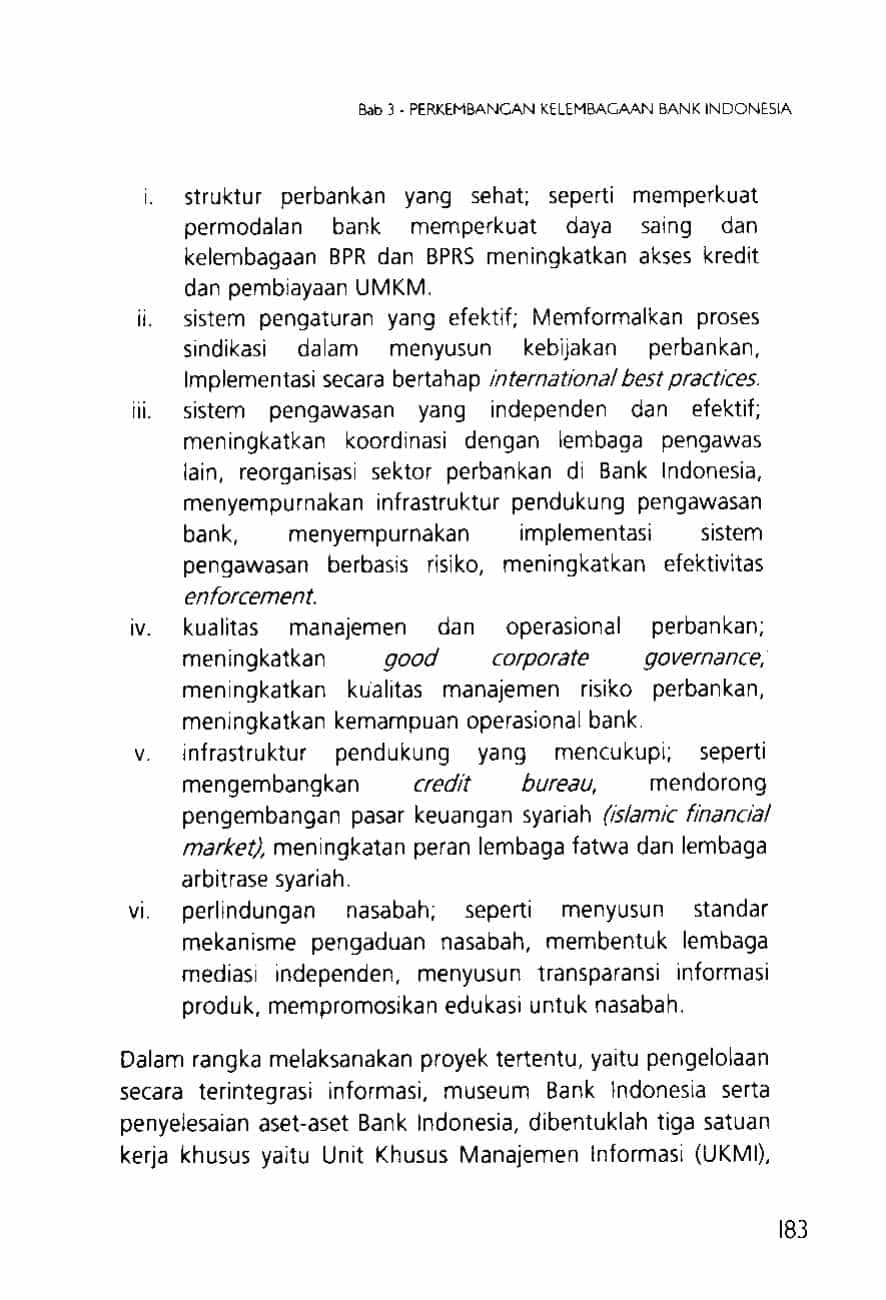 Bab 3 - PERKEMBANGAN KELEMBAGAAN BANK INDONESIA
i. struktur perbankan yang sehat; seperti memperkuat
permodalan bank memperkuat daya saing dan
kelembagaan BPR dan BPRS meningkatkan akses kredit
dan pembiayaan UMKM.
ii. sistem pengaturan yang efektif; Memformalkan proses
sindikasi dalam menyusun kebijakan perbankan,
Implementasi secara bertahap international best practices.
iii. sistem pengawasan yang independen dan efektif;
meningkatkan koordinasi dengan lembaga pengawas
lain, reorganisasi sektor perbankan di Bank Indonesia,
menyempurnakan infrastruktur pendukung pengawasan
bank, menyempurnakan implementasi sistem
pengawasan berbasis risiko, meningkatkan efektivitas
enforcement.
iv. kualitas manajemen dan operasional perbankan;
meningkatkan good corporate governance,
meningkatkan kualitas manajemen risiko perbankan,
meningkatkan kemampuan operasional bank.
v. infrastruktur pendukung yang mencukupi; seperti
mengembangkan credit bureau, mendorong
pengembangan pasar keuangan syariah (islamic financial
market), meningkatan peran lembaga fatwa dan lembaga
arbitrase syariah.
vi. perlindungan nasabah; seperti menyusun standar
mekanisme pengaduan nasabah, membentuk lembaga
mediasi independen, menyusun transparansi informasi
produk, mempromosikan edukasi untuk nasabah.
Dalam rangka melaksanakan proyek tertentu, yaitu pengelolaan
secara terintegrasi informasi, museum Bank Indonesia serta
penyelesaian aset-aset Bank Indonesia, dibentuklah tiga satuan
kerja khusus yaitu Unit Khusus Manajemen Informasi (UKMI),
183